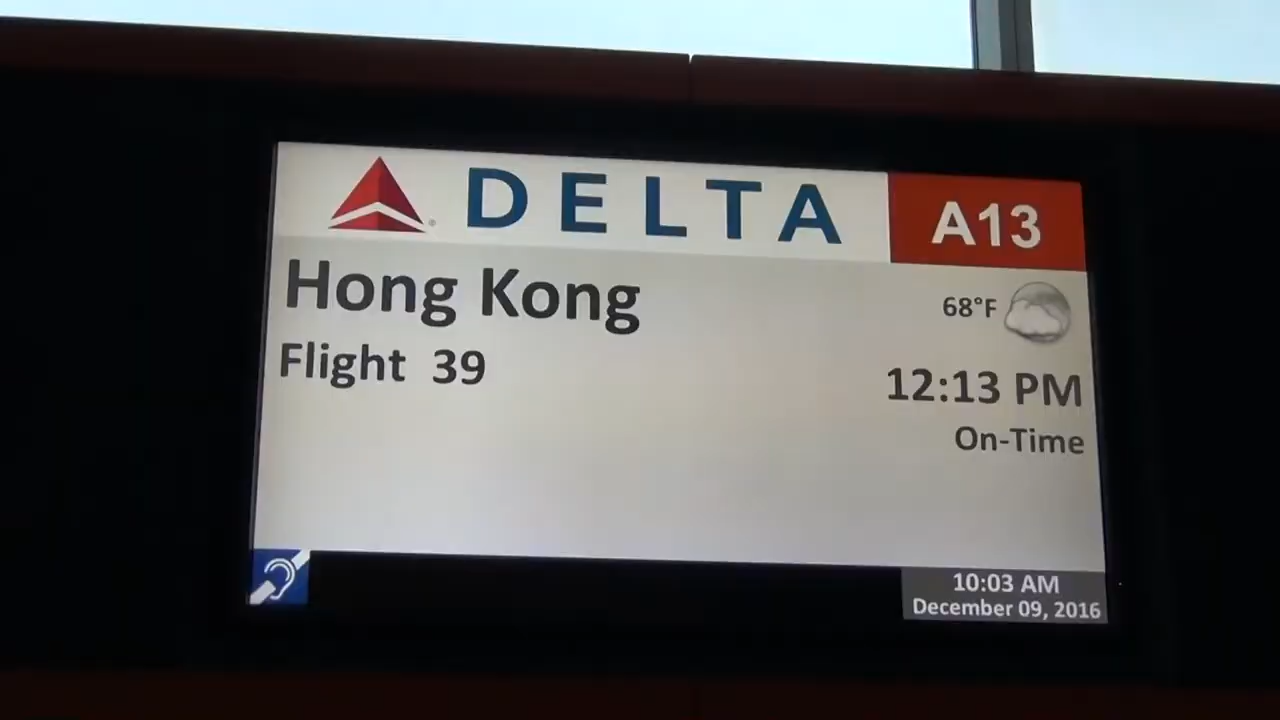 DELTA
A13
Hong Kong
68°F
Flight 39
12:13 PM
On-Time
10:03 AM
December 09, 2016